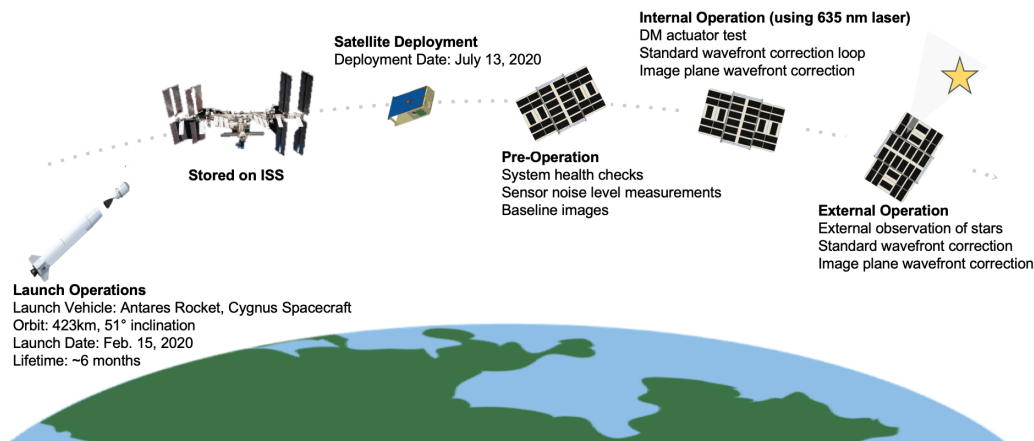 Launch Operations
Launch Vehicle: Antares Rocket, Cygnus Spacecraft
Orbit: 423km, 51° inclination
Launch Date: Feb. 15, 2020
Lifetime: ~6 months
Stored on ISS
Satellite Deployment
Deployment Date: July 13, 2020
Pre-Operation
System health checks
Sensor noise level measurements
Baseline images
Internal Operation (using 635 nm laser)
DM actuator test
Standard wavefront correction loop
Image plane wavefront correction
External Operation
External observation of stars
Standard wavefront correction
Image plane wavefront correction